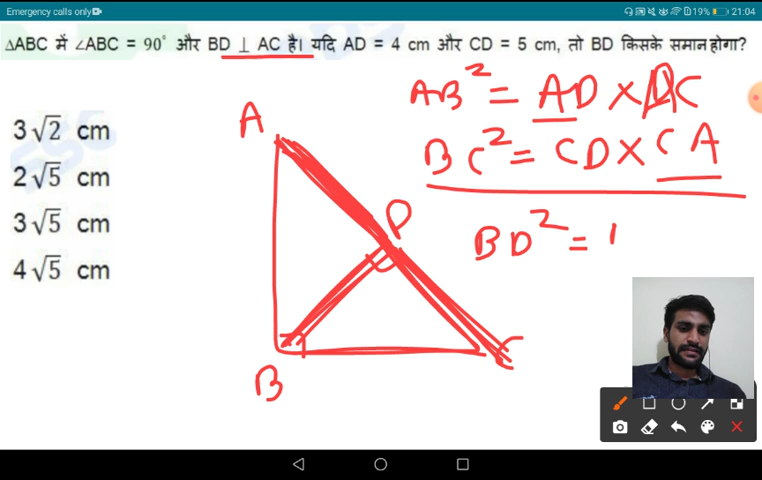 Emergency calls only
19% 21:04
∆ABC में ∠ABC = 90° और BD ⊥ AC है। यदि AD = 4 cm और CD = 5 cm, तो BD किसके समान होगा?
3√2 cm
2√5 cm
3√5 cm
4√5 cm
AB² = AD × AC
BC² = CD × CA
BD² =
A
D
B
C